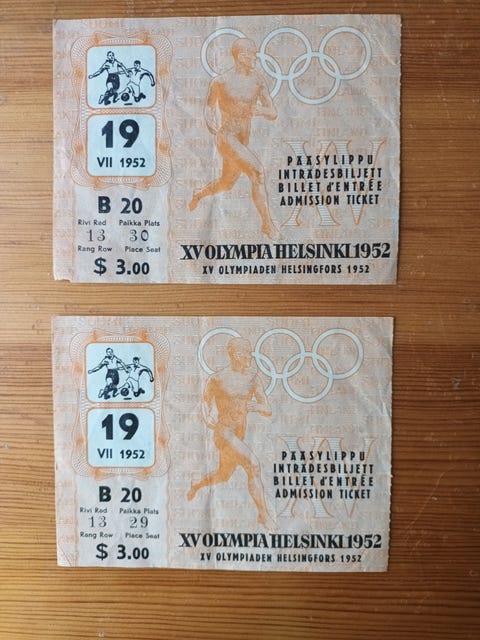 19
VII 1952
B 20
Rivi Rad Paikka Plats
13 30
Rang Row Place Seat
$ 3.00
XV
PÄÄSYLIPPU
INTRÄDESBILJETT
BILLET d'ENTRÉE
ADMISSION TICKET
XV OLYMPIA HELSINKI 1952
XV OLYMPIADEN HELSINGFORS 1952
19
VII 1952
B 20
Rivi Rad Paikka Plats
13 29
Rang Row Place Seat
$ 3.00
XV
PÄÄSYLIPPU
INTRÄDESBILJETT
BILLET d'ENTRÉE
ADMISSION TICKET
XV OLYMPIA HELSINKI 1952
XV OLYMPIADEN HELSINGFORS 1952